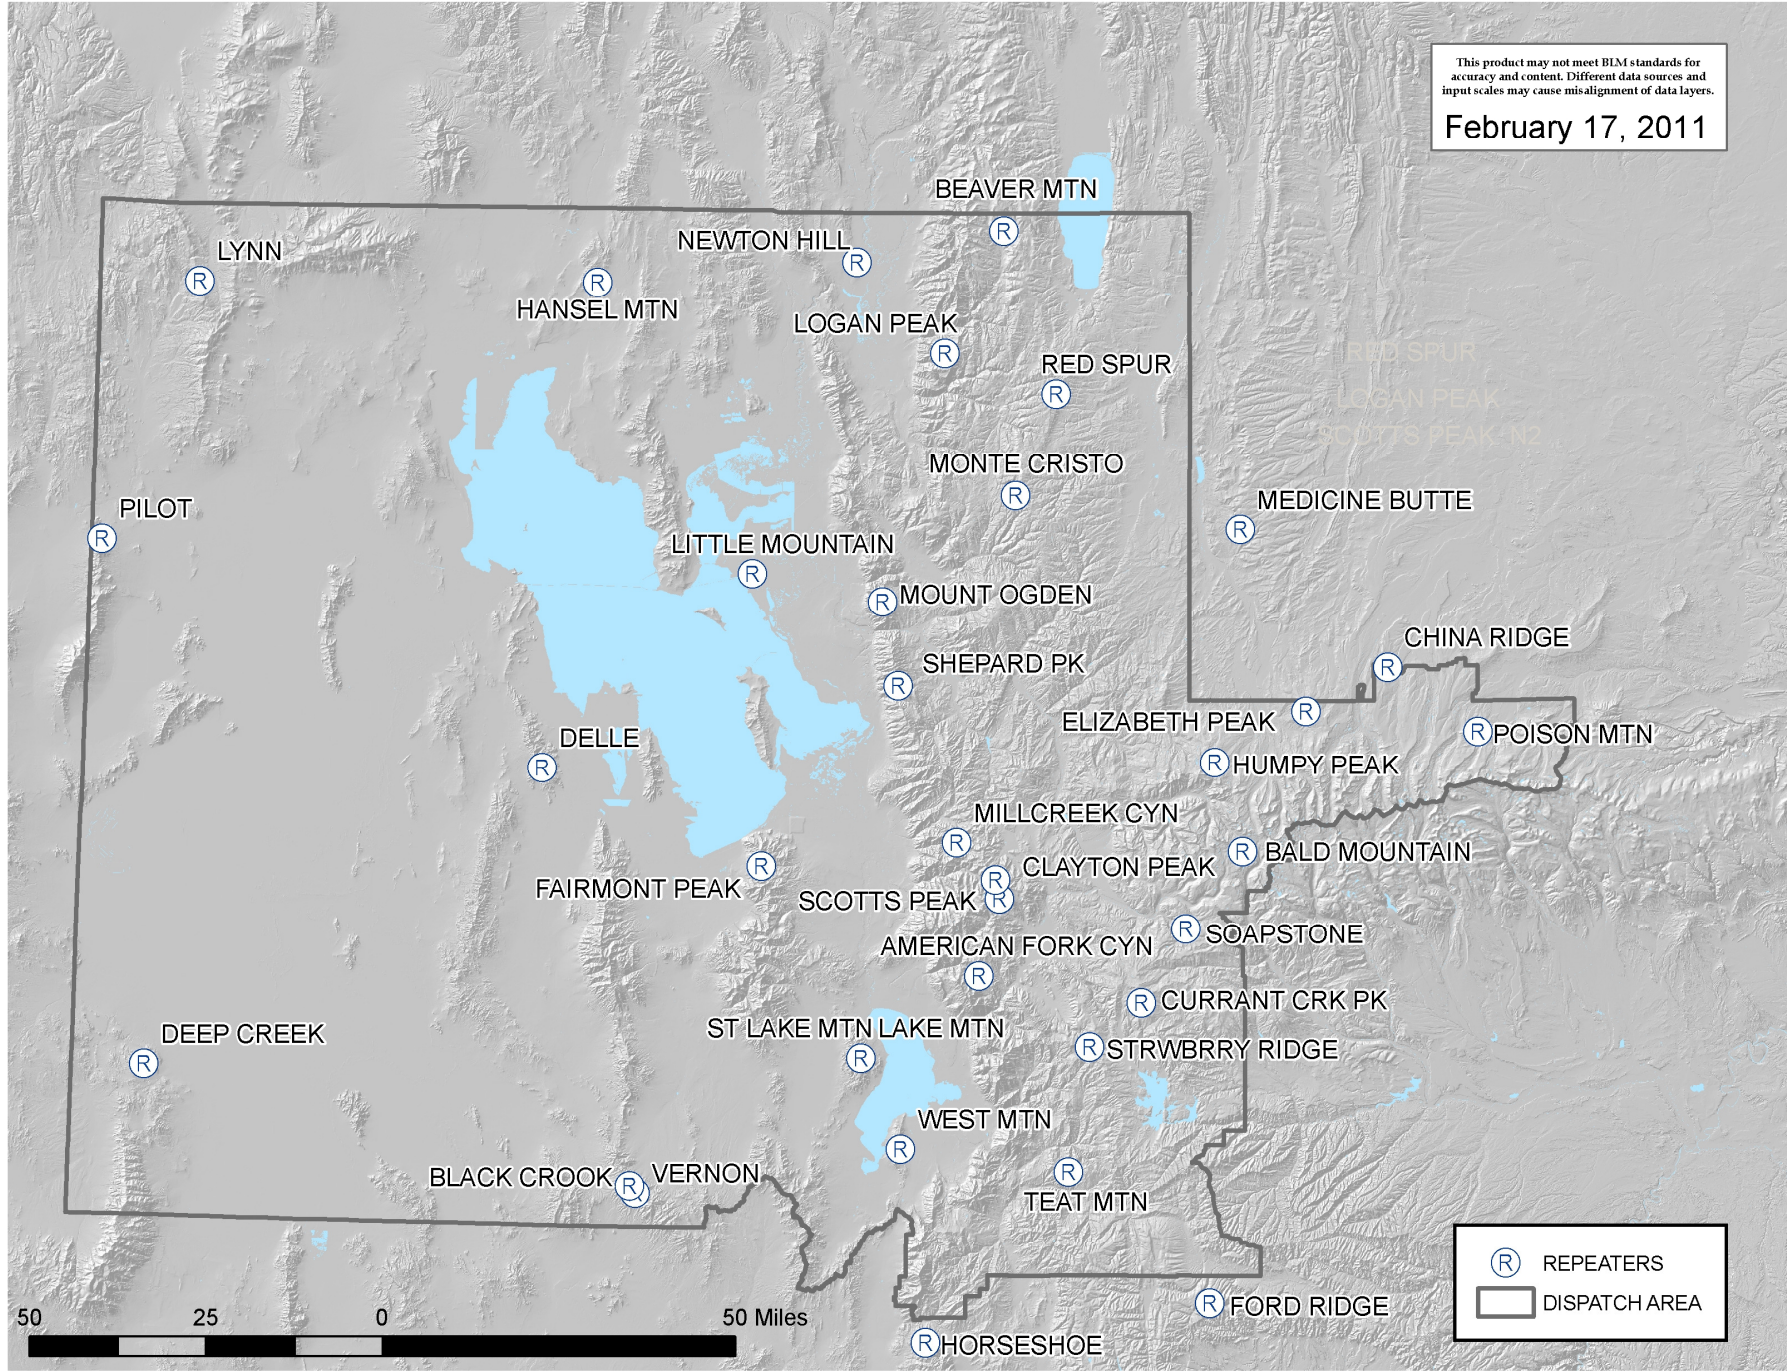 This product may not meet BLM standards for
accuracy and content. Different data sources and
input scales may cause misalignment of data layers.
February 17, 2011
BEAVER MTN
R
NEWTON HILL
R
LYNN
R
R
HANSEL MTN
LOGAN PEAK
R
RED SPUR
R
RED SPUR
LOGAN PEAK
SCOTTS PEAK N2
MONTE CRISTO
R
MEDICINE BUTTE
R
PILOT
R
LITTLE MOUNTAIN
R
R MOUNT OGDEN
CHINA RIDGE
R
SHEPARD PK
R
ELIZABETH PEAK R
R POISON MTN
DELLE
R
R HUMPY PEAK
MILLCREEK CYN
R
R BALD MOUNTAIN
R CLAYTON PEAK
FAIRMONT PEAK R
SCOTTS PEAK R
R SOAPSTONE
AMERICAN FORK CYN
R
R CURRANT CRK PK
ST LAKE MTN LAKE MTN
R
DEEP CREEK
R
R STRWBRRY RIDGE
WEST MTN
R
BLACK CROOK R VERNON
R
TEAT MTN
R REPEATERS
DISPATCH AREA
R FORD RIDGE
50 25 0 50 Miles
R HORSESHOE